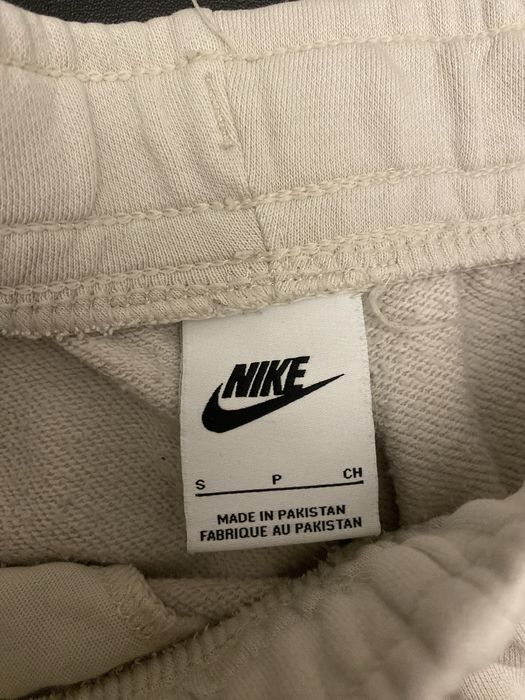 NIKE
S P CH
MADE IN PAKISTAN
FABRIQUE AU PAKISTAN